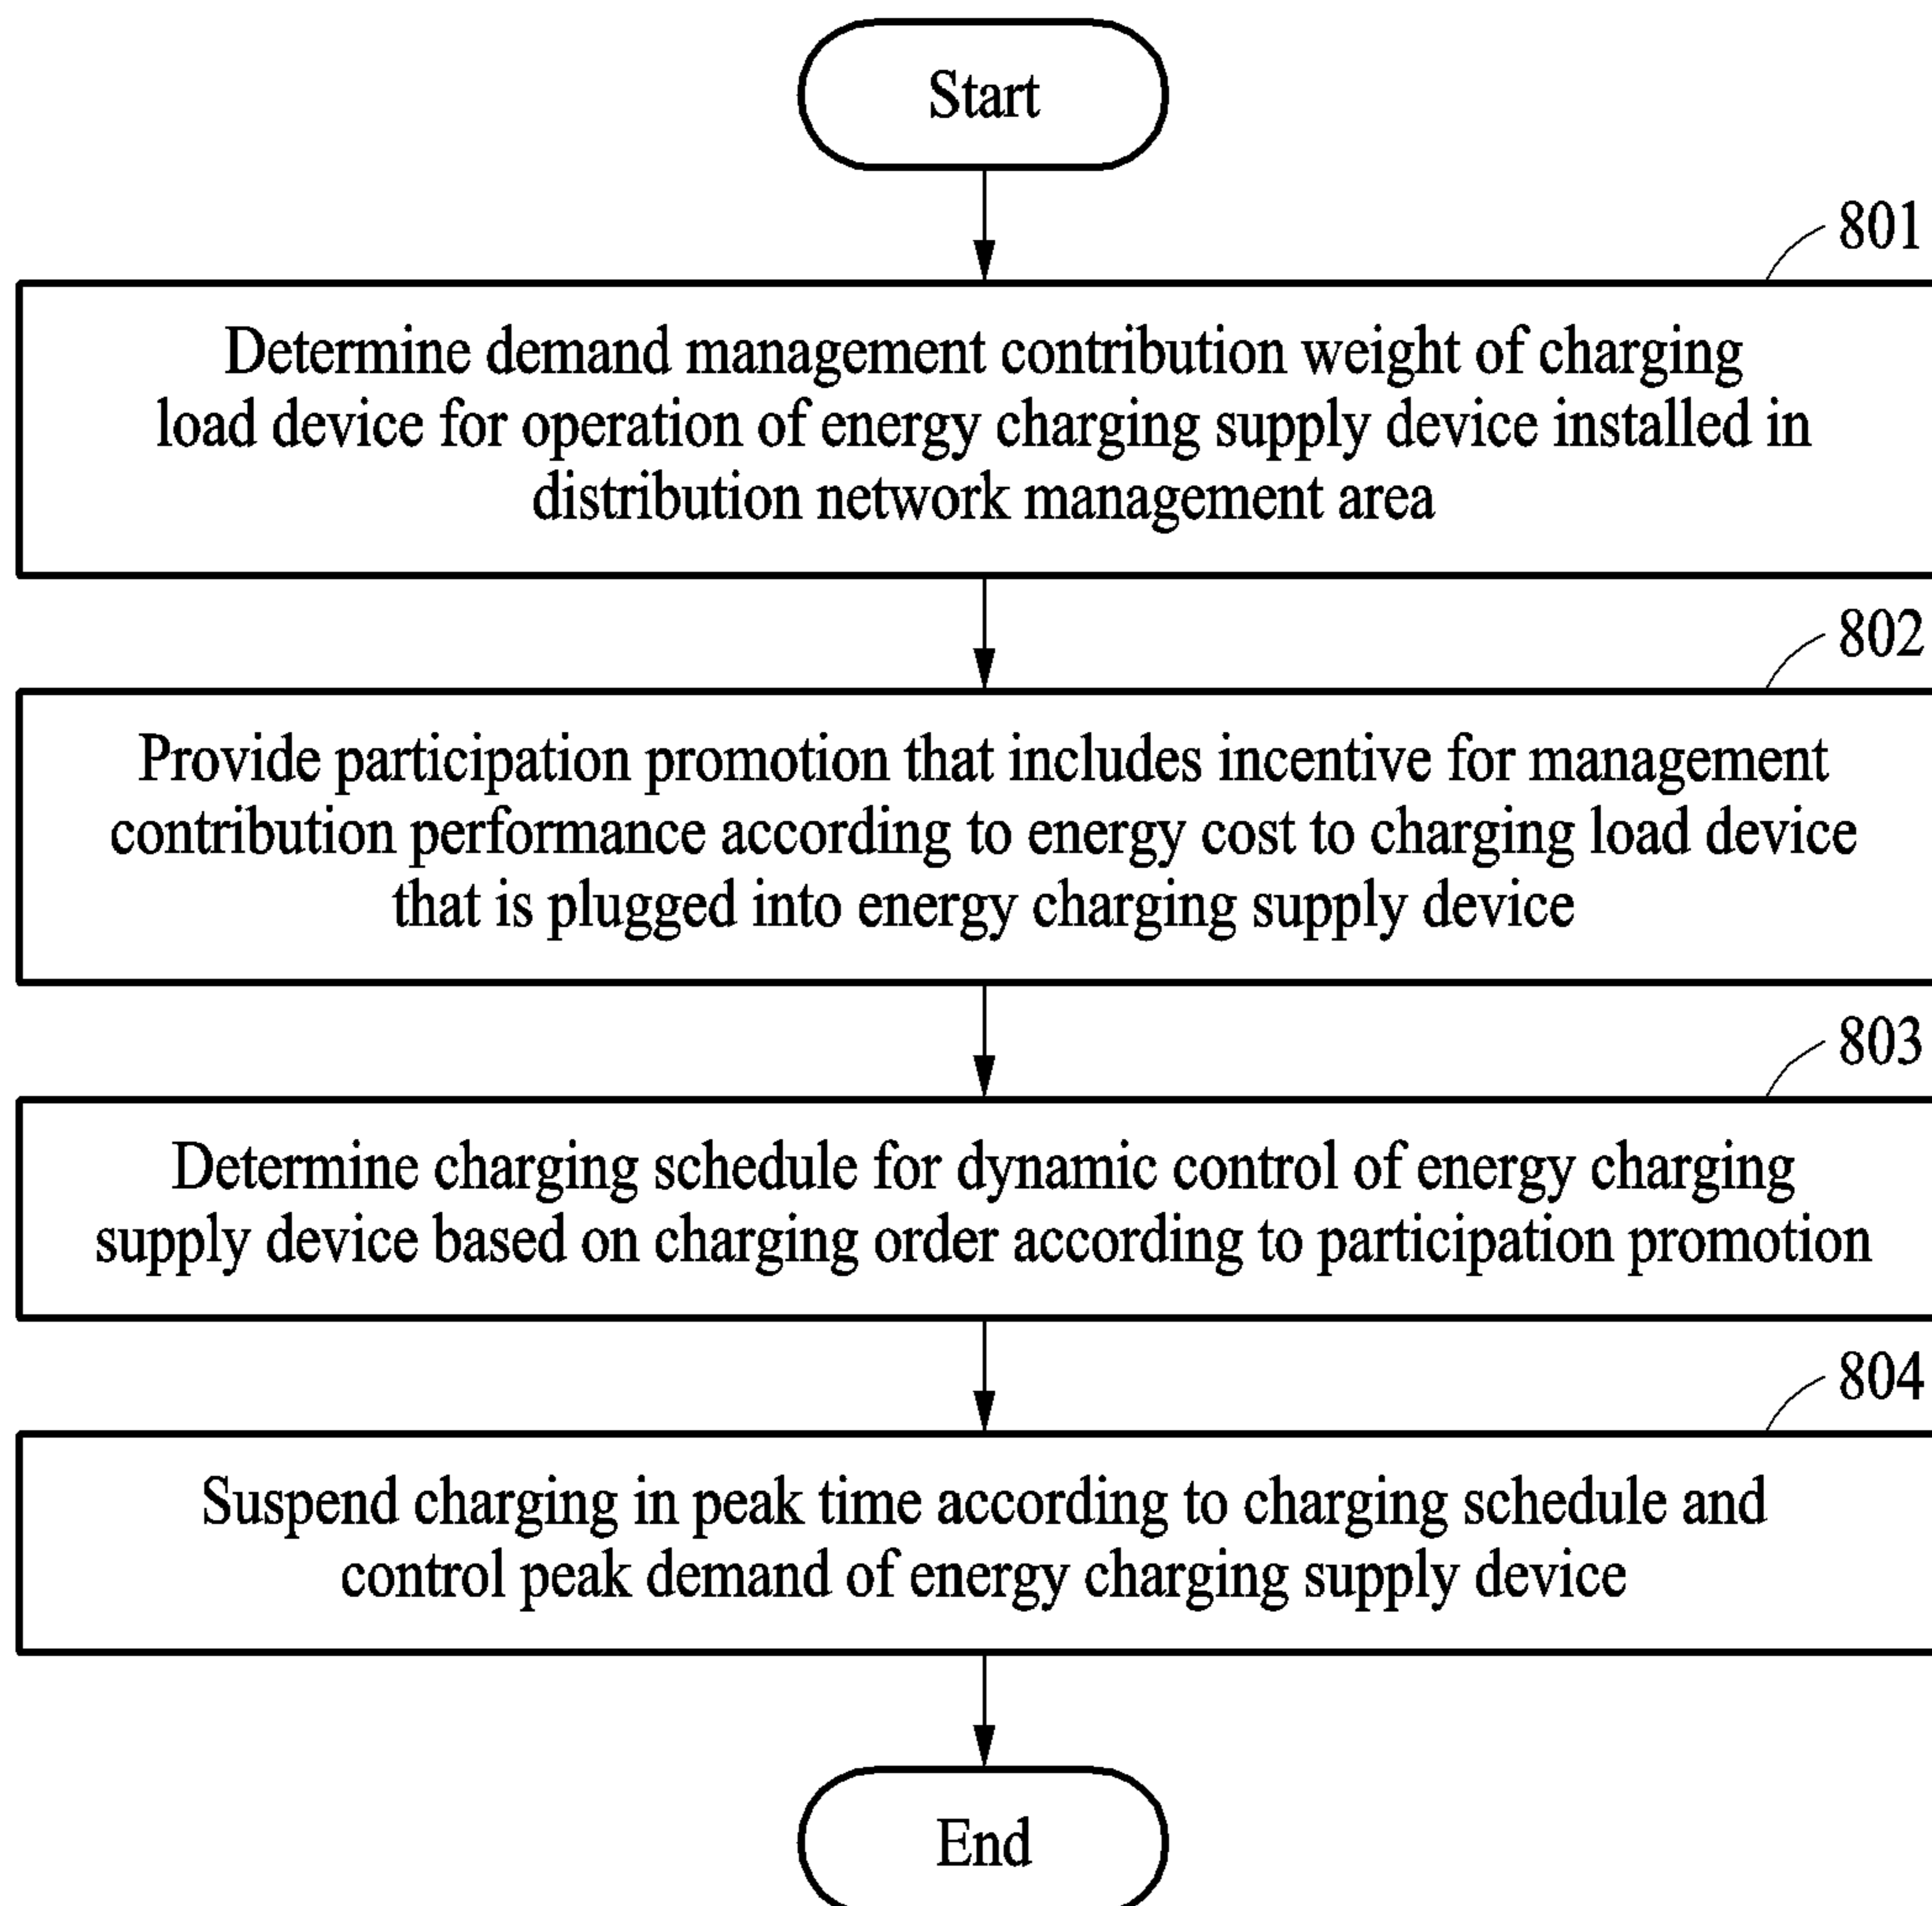 Start
801
Determine demand management contribution weight of charging
load device for operation of energy charging supply device installed in
distribution network management area
802
Provide participation promotion that includes incentive for management
contribution performance according to energy cost to charging load device
that is plugged into energy charging supply device
803
Determine charging schedule for dynamic control of energy charging
supply device based on charging order according to participation promotion
804
Suspend charging in peak time according to charging schedule and
control peak demand of energy charging supply device
End